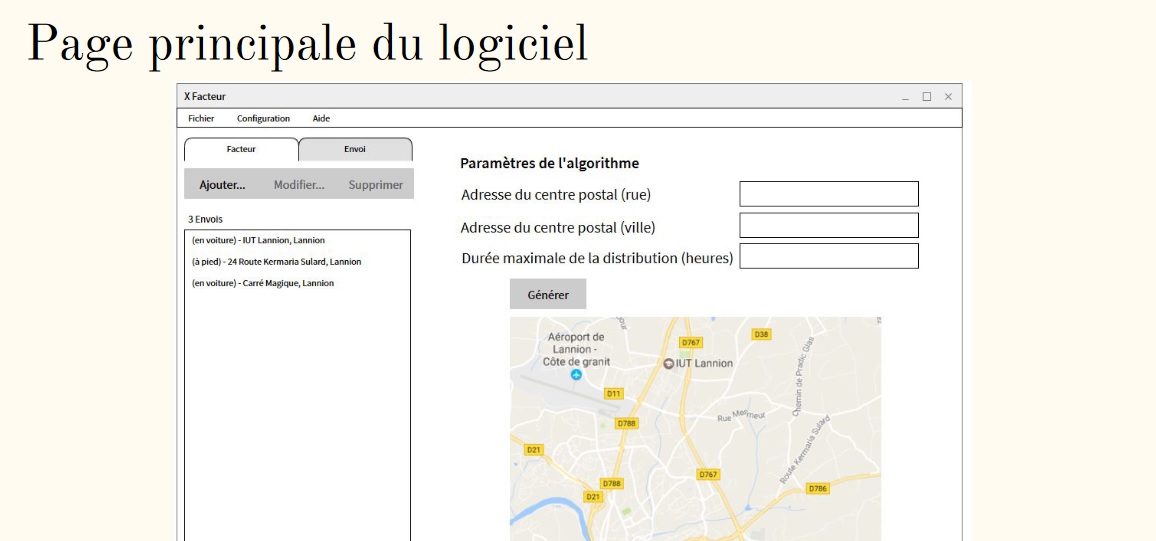 Page principale du logiciel
X Facteur
Fichier Configuration Aide
Facteur Envoi
Ajouter... Modifier... Supprimer
3 Envois
(en voiture) - IUT Lannion, Lannion
(à pied) - 24 Route Kermaria Sulard, Lannion
(en voiture) - Carré Magique, Lannion
Paramètres de l'algorithme
Adresse du centre postal (rue)
Adresse du centre postal (ville)
Durée maximale de la distribution (heures)
Générer
Aéroport de
Lannion -
Côte de granit
D767
D38
IUT Lannion
D11
D788
Rue Merrieur
Chemin de Pradic Glas
Route Kermaria Sulard
D21
D767
D788
D786
D21